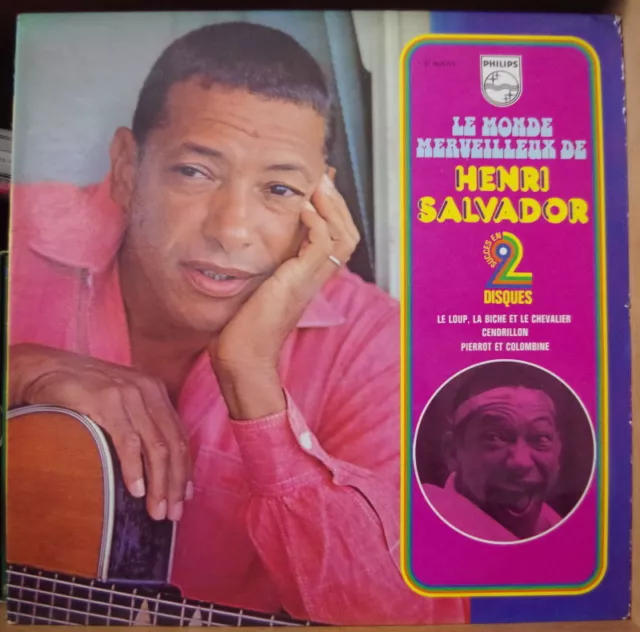 PHILIPS
LE MONDE
MERVEILLEUX DE
HENRI
SALVADOR
SUCCES EN
2
DISQUES
LE LOUP, LA BICHE ET LE CHEVALIER
CENDRILLON
PIERROT ET COLOMBINE